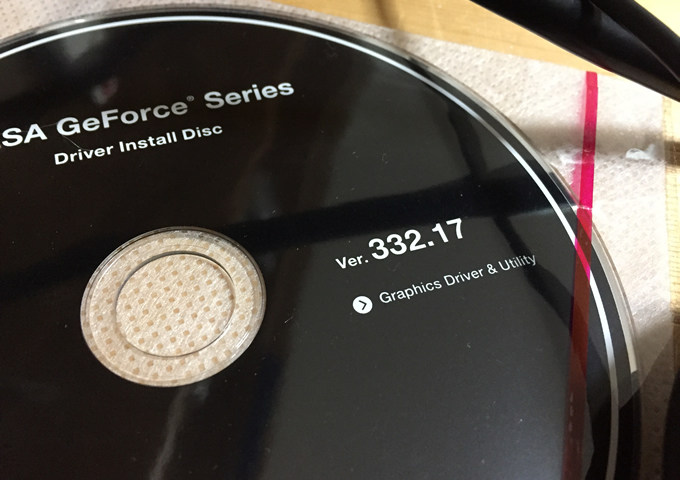 SA GeForce® Series
Driver Install Disc
Ver. 332.17
Graphics Driver & Utility